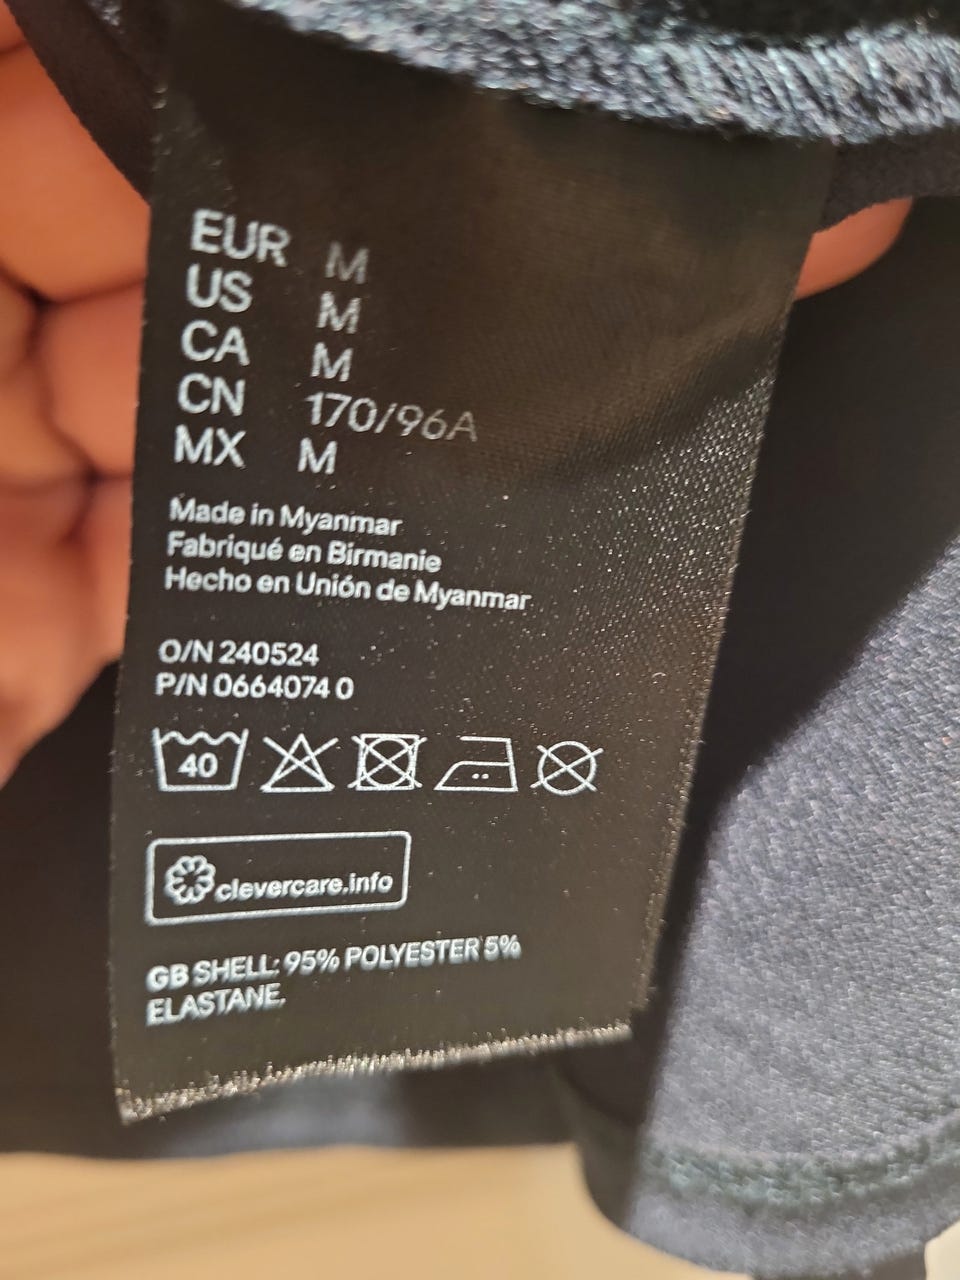 EUR M
US M
CA M
CN 170/96A
MX M
Made in Myanmar
Fabriqué en Birmanie
Hecho en Unión de Myanmar
O/N 240524
P/N 0664074 0
40
clevercare.info
GB SHELL: 95% POLYESTER 5%
ELASTANE.